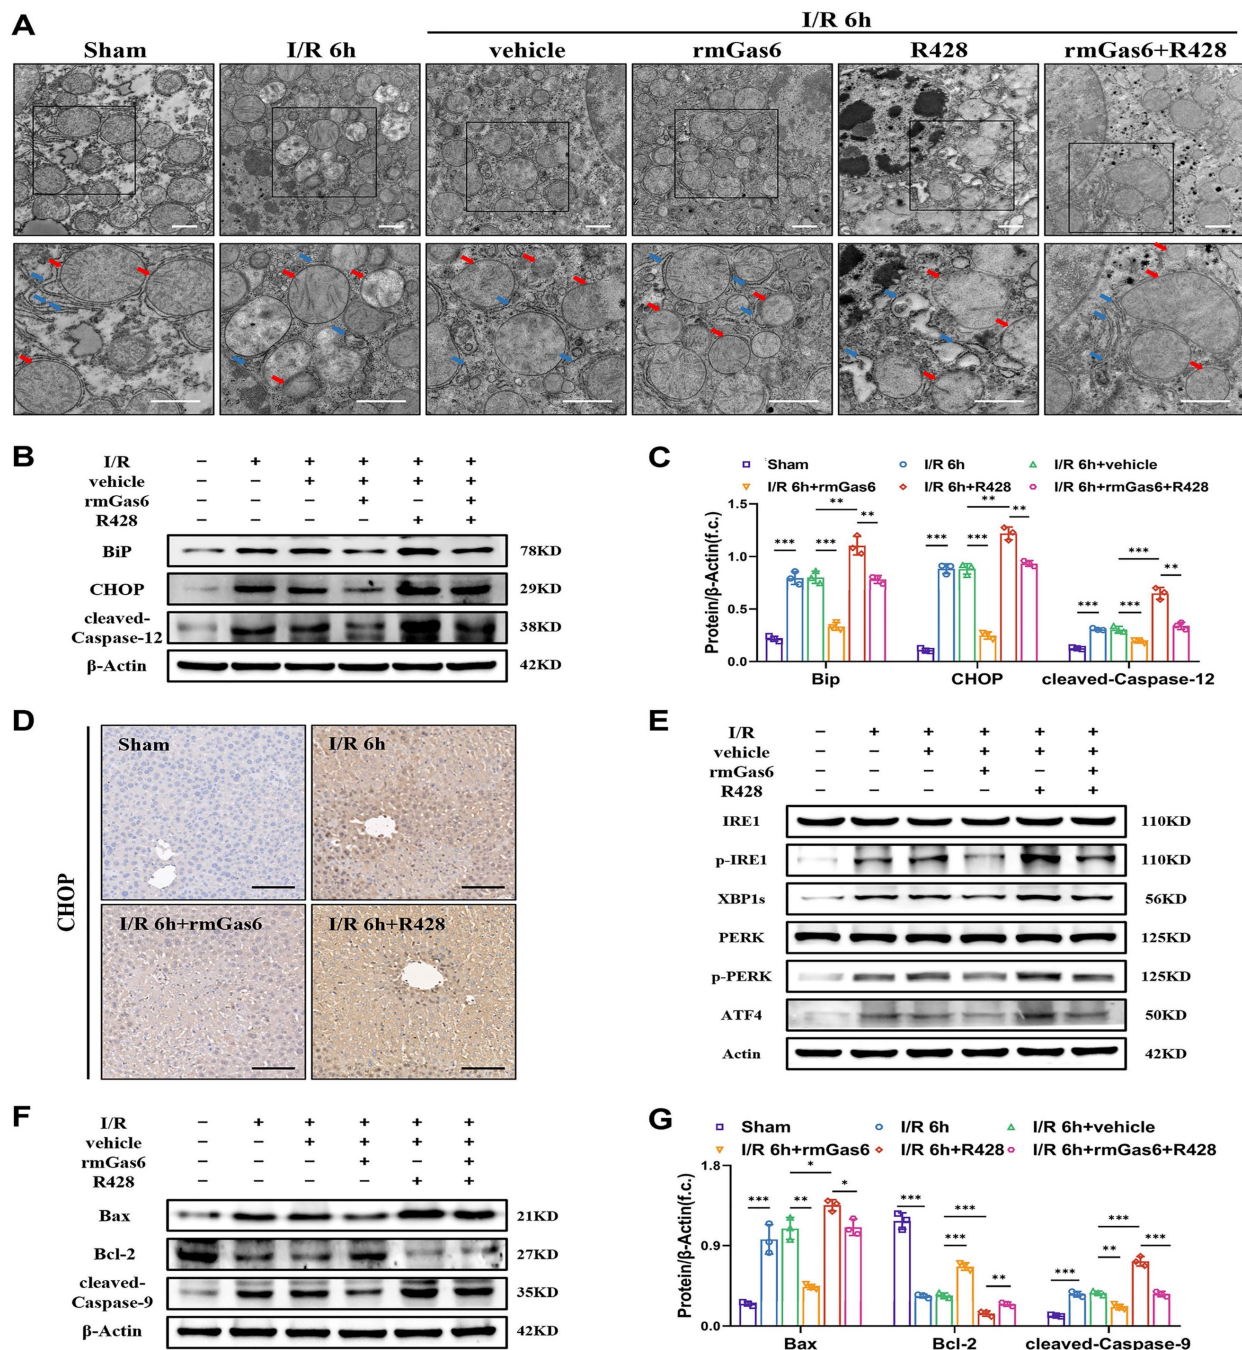 A
I/R 6h
Sham I/R 6h vehicle rmGas6 R428 rmGas6+R428
B
I/R − + + + + +
vehicle − − + + + +
rmGas6 − − − + − +
R428 − − − − + +
BiP 78KD
CHOP 29KD
cleaved-
Caspase-12 38KD
β-Actin 42KD
C
Sham I/R 6h I/R 6h+vehicle
I/R 6h+rmGas6 I/R 6h+R428 I/R 6h+rmGas6+R428
Protein/β-Actin(f.c.)
1.5
1.0
0.5
0.0
*** *** ** **
*** *** ** **
*** *** *** **
Bip CHOP cleaved-Caspase-12
D
CHOP
Sham I/R 6h
I/R 6h+rmGas6 I/R 6h+R428
E
I/R − + + + + +
vehicle − − + + + +
rmGas6 − − − + − +
R428 − − − − + +
IRE1 110KD
p-IRE1 110KD
XBP1s 56KD
PERK 125KD
p-PERK 125KD
ATF4 50KD
Actin 42KD
F
I/R − + + + + +
vehicle − − + + + +
rmGas6 − − − + − +
R428 − − − − + +
Bax 21KD
Bcl-2 27KD
cleaved-
Caspase-9 35KD
β-Actin 42KD
G
Sham I/R 6h I/R 6h+vehicle
I/R 6h+rmGas6 I/R 6h+R428 I/R 6h+rmGas6+R428
Protein/β-Actin(f.c.)
1.8
0.9
0.0
*** ** * *
*** *** *** **
*** ** *** ***
Bax Bcl-2 cleaved-Caspase-9